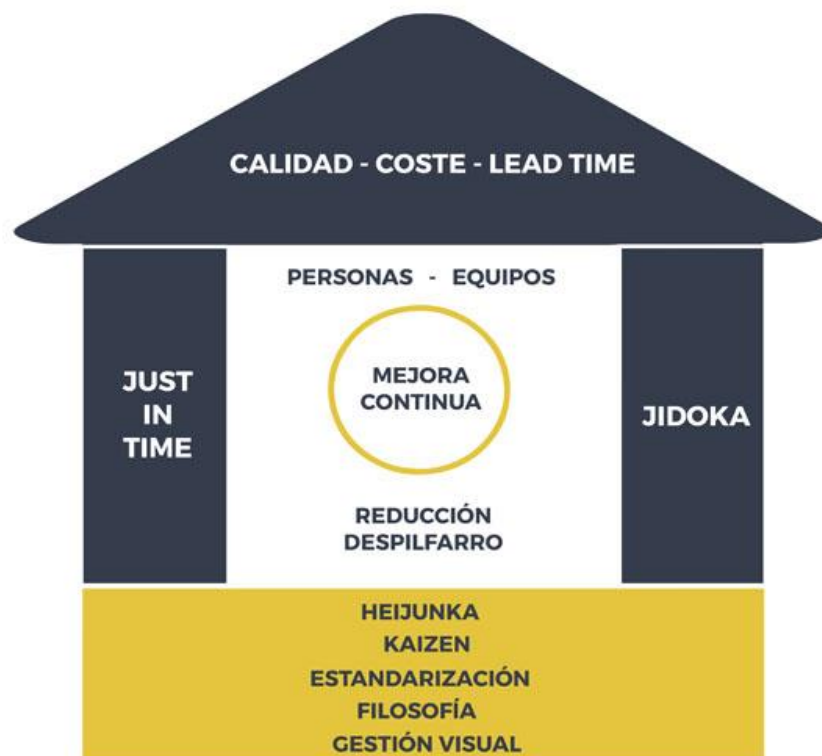 CALIDAD - COSTE - LEAD TIME
PERSONAS - EQUIPOS
JUST
IN
TIME
MEJORA
CONTINUA
JIDOKA
REDUCCIÓN
DESPILFARRO
HEIJUNKA
KAIZEN
ESTANDARIZACIÓN
FILOSOFÍA
GESTIÓN VISUAL